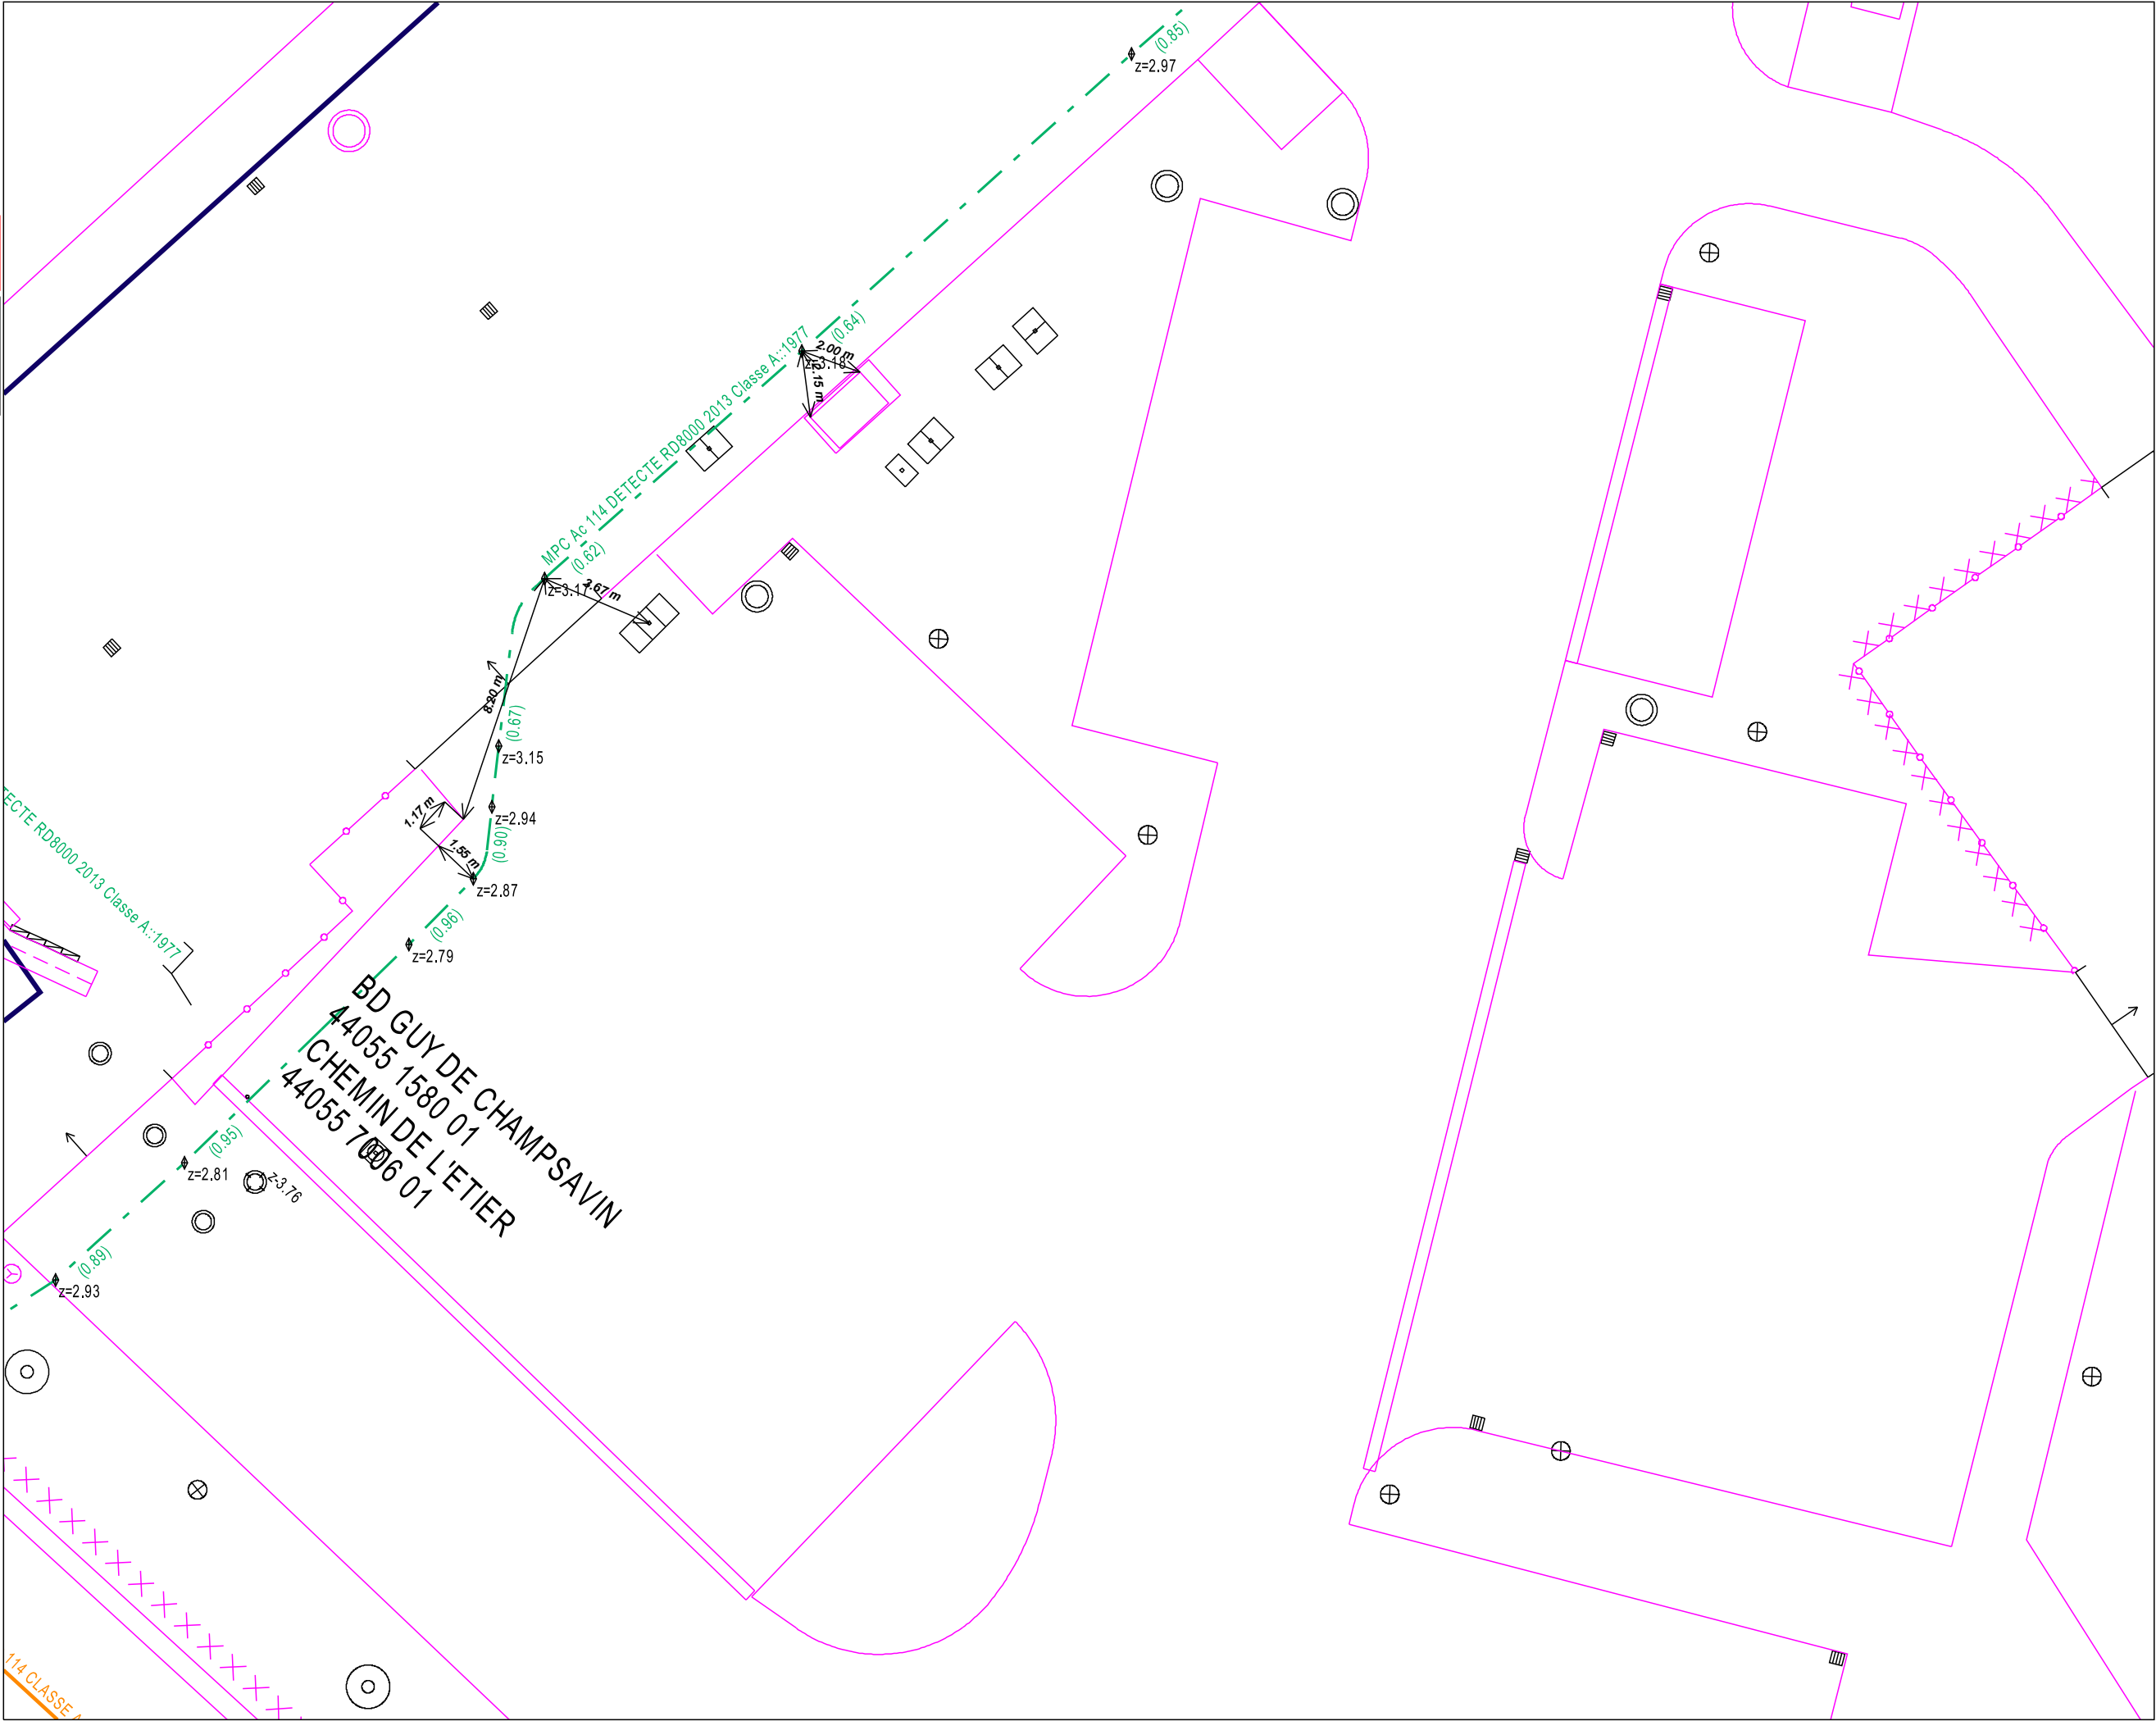 (0.85)
z=2.97
(0.64)
2.00 m
z=3.18
2.15 m
MPC Ac 114 DETECTE RD8000 2013 Classe A::1977
(0.62)
z=3.17
8.20 m
(0.67)
z=3.15
z=2.94
1.17 m
(0.90)
1.55 m
z=2.87
(0.96)
z=2.79
RD8000 2013 Classe A::1977
BD GUY DE CHAMPSAVIN
44055 1580 01
CHEMIN DE L'ETIER
44055 7006 01
(0.95)
z=2.81
z-3.76
(0.89)
z=2.93
114 CLASSE